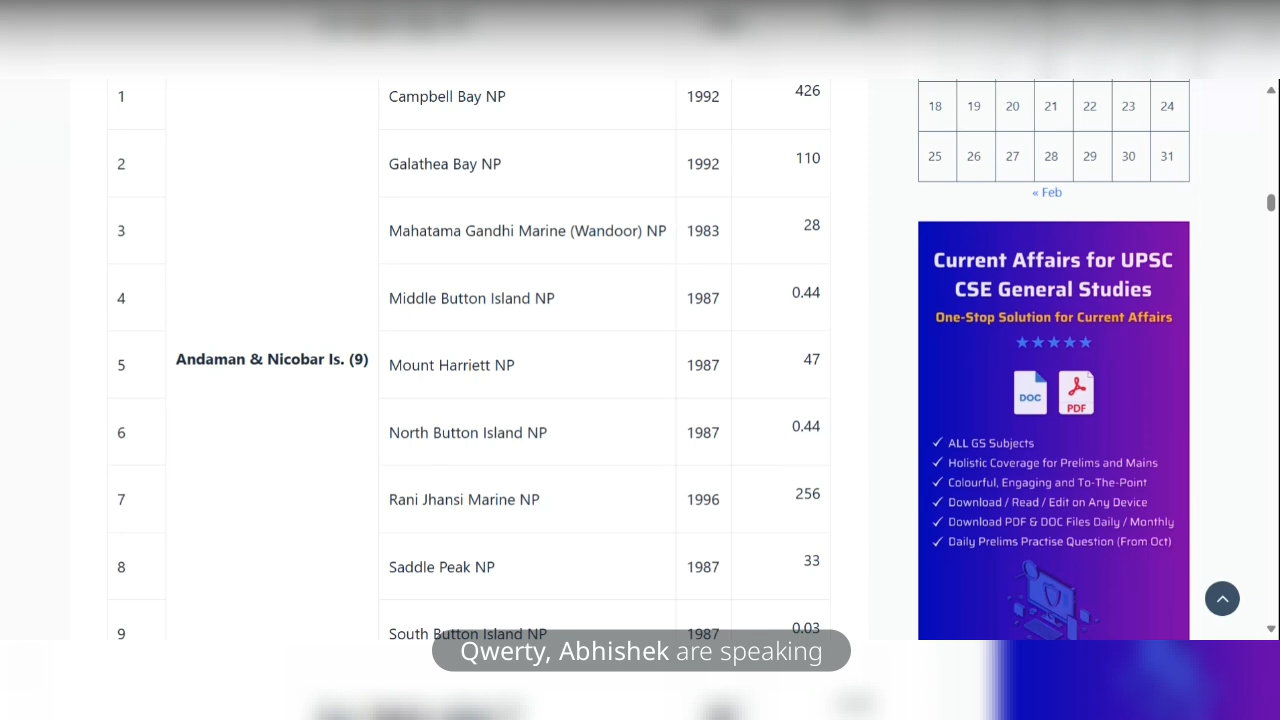 1 Campbell Bay NP 1992 426
2 Galathea Bay NP 1992 110
3 Mahatama Gandhi Marine (Wandoor) NP 1983 28
4 Middle Button Island NP 1987 0.44
Andaman & Nicobar Is. (9)
5 Mount Harriett NP 1987 47
6 North Button Island NP 1987 0.44
7 Rani Jhansi Marine NP 1996 256
8 Saddle Peak NP 1987 33
9 South Button Island NP 1987 0.03
18 19 20 21 22 23 24
25 26 27 28 29 30 31
« Feb
Current Affairs for UPSC
CSE General Studies
One-Stop Solution for Current Affairs
DOC
PDF
✓ ALL GS Subjects
✓ Holistic Coverage for Prelims and Mains
✓ Colourful, Engaging and To-The-Point
✓ Download / Read / Edit on Any Device
✓ Download PDF & DOC Files Daily / Monthly
✓ Daily Prelims Practise Question (From Oct)
Qwerty, Abhishek are speaking